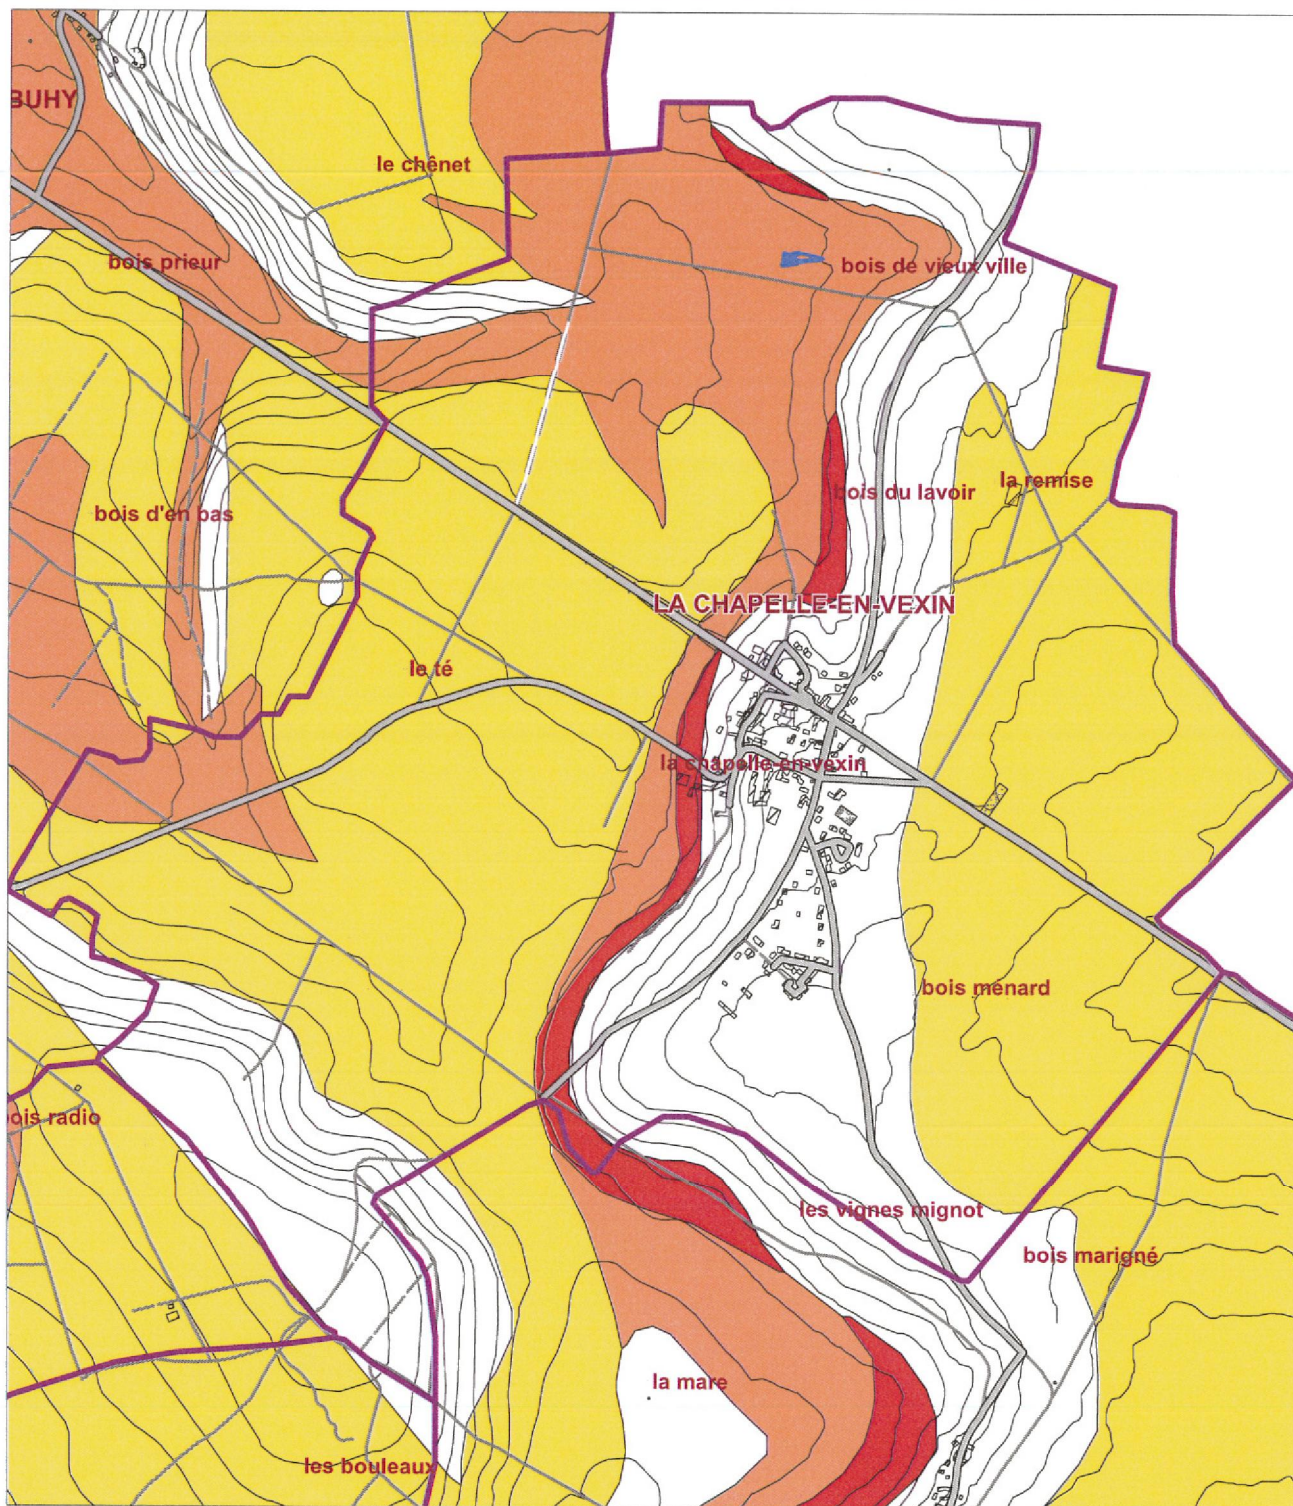 BUHY
le chênet
bois prieur
bois de vieux ville
la remise
bois du lavoir
bois d'en bas
LA CHAPELLE-EN-VEXIN
le té
la chapelle-en-vexin
bois ménard
bois radio
les vignes mignot
bois marigné
la mare
les bouleaux